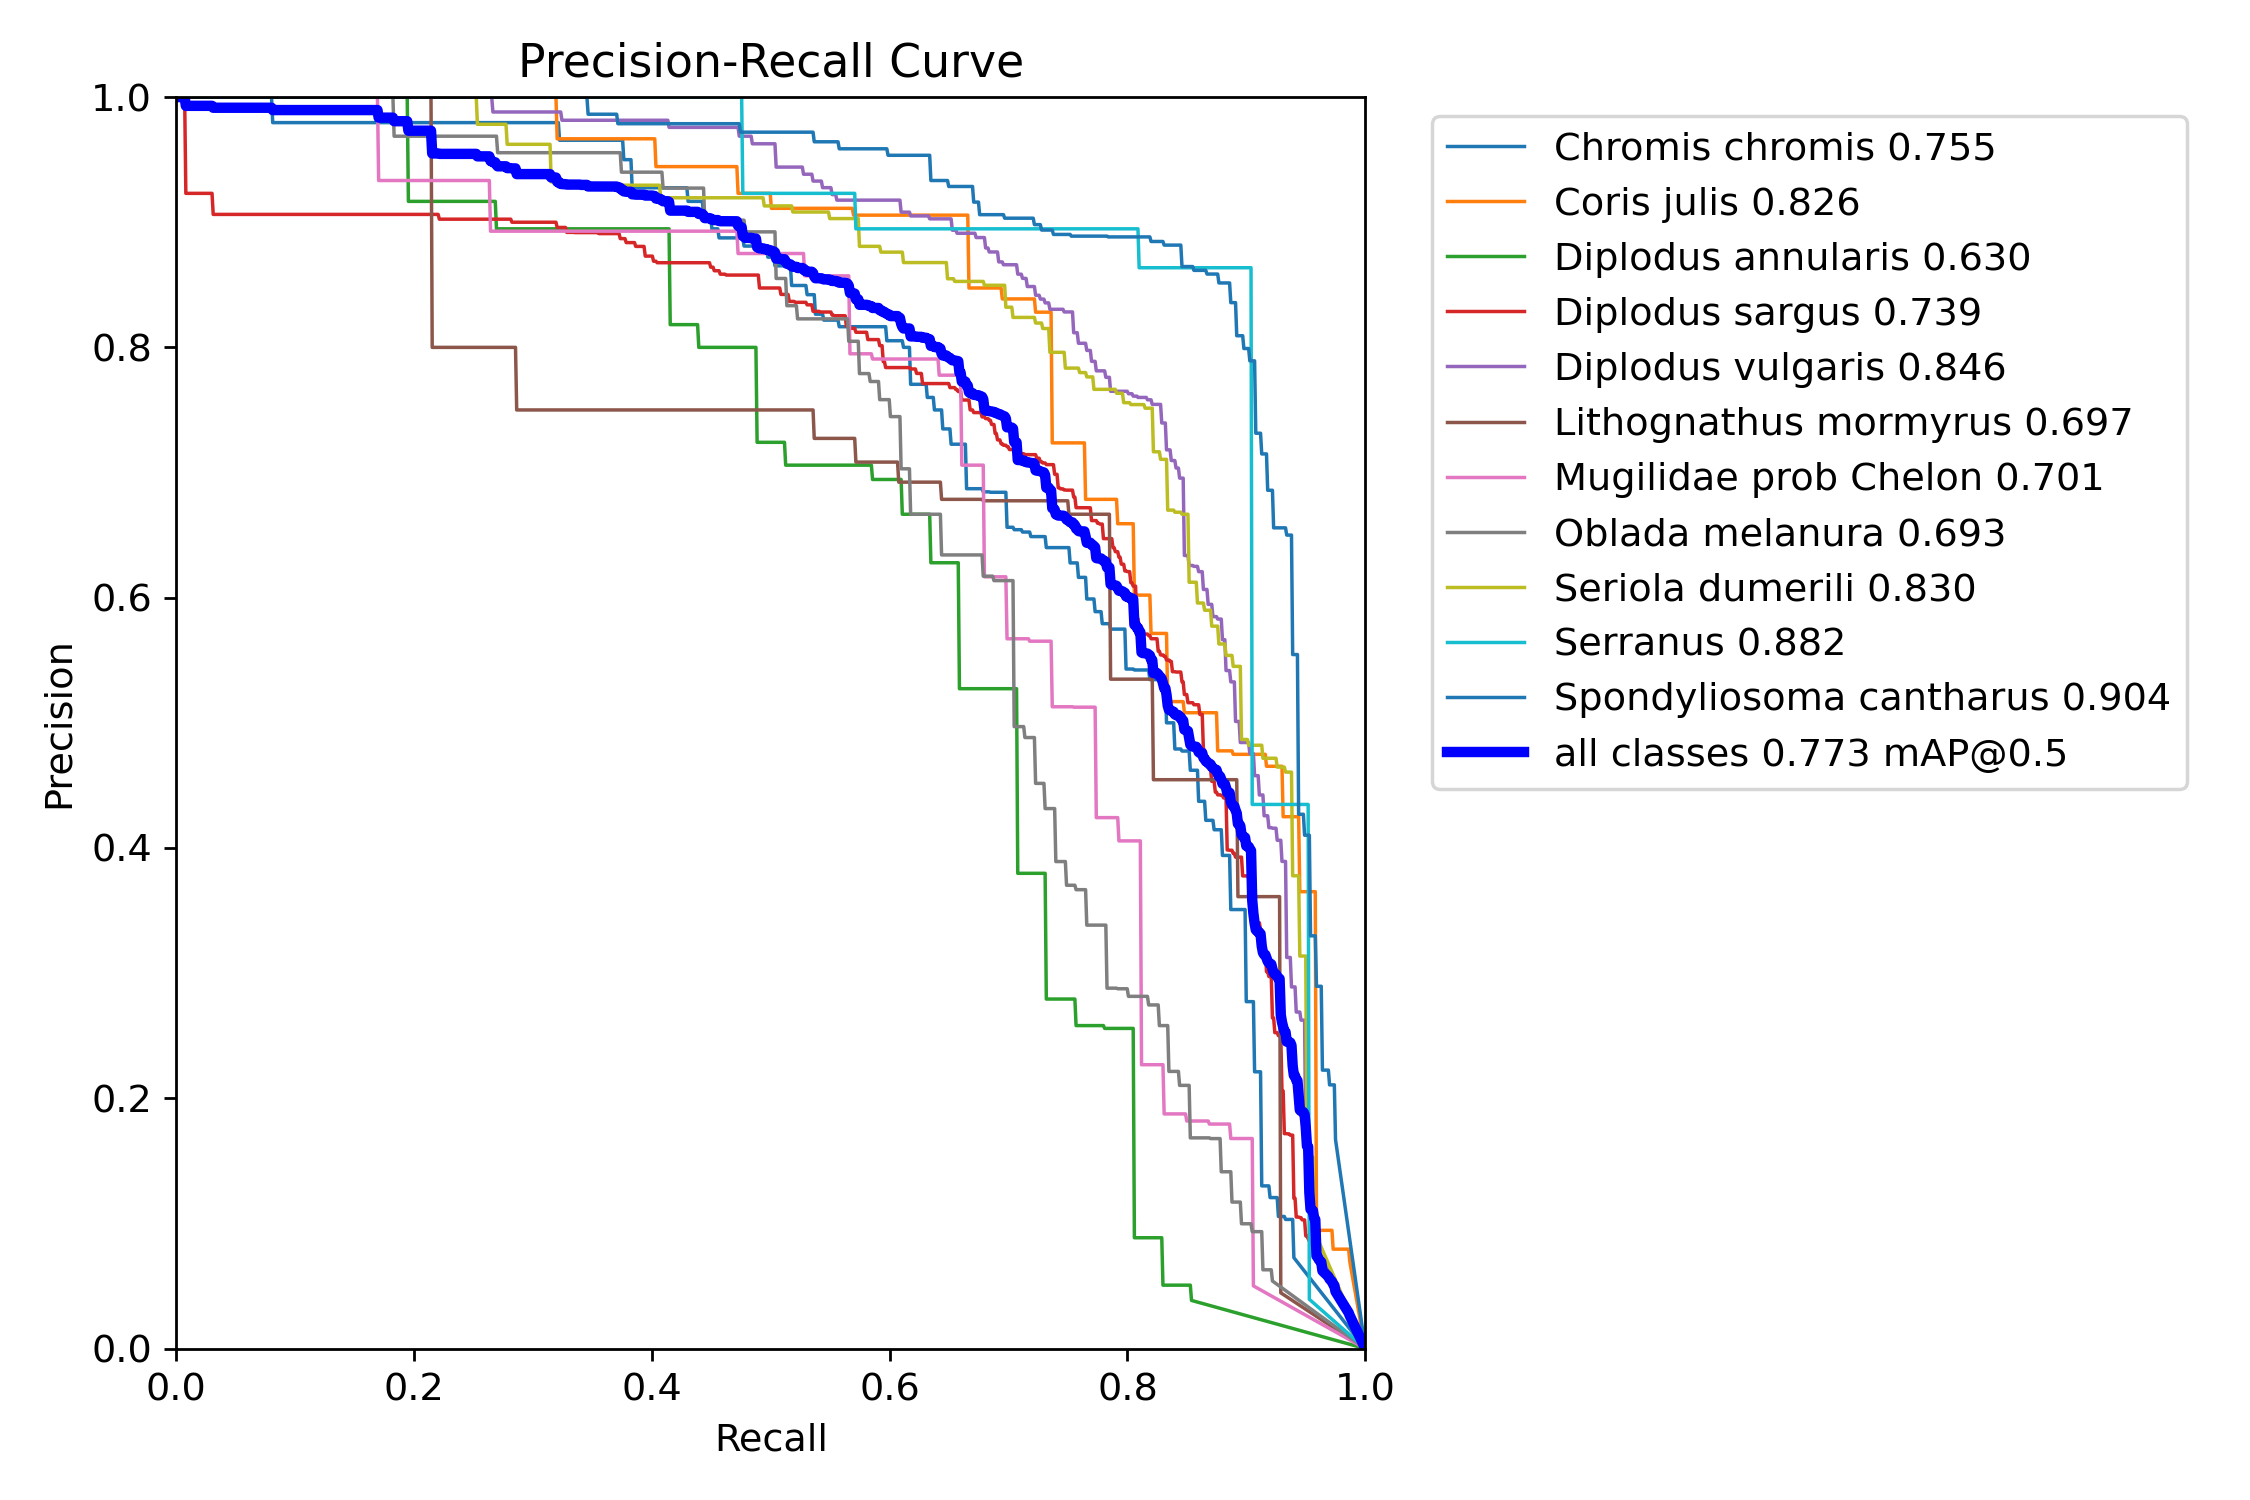 Precision-Recall Curve
1.0
0.8
0.6
0.4
0.2
0.0
Precision
0.0 0.2 0.4 0.6 0.8 1.0
Recall
Chromis chromis 0.755
Coris julis 0.826
Diplodus annularis 0.630
Diplodus sargus 0.739
Diplodus vulgaris 0.846
Lithognathus mormyrus 0.697
Mugilidae prob Chelon 0.701
Oblada melanura 0.693
Seriola dumerili 0.830
Serranus 0.882
Spondyliosoma cantharus 0.904
all classes 0.773 mAP@0.5